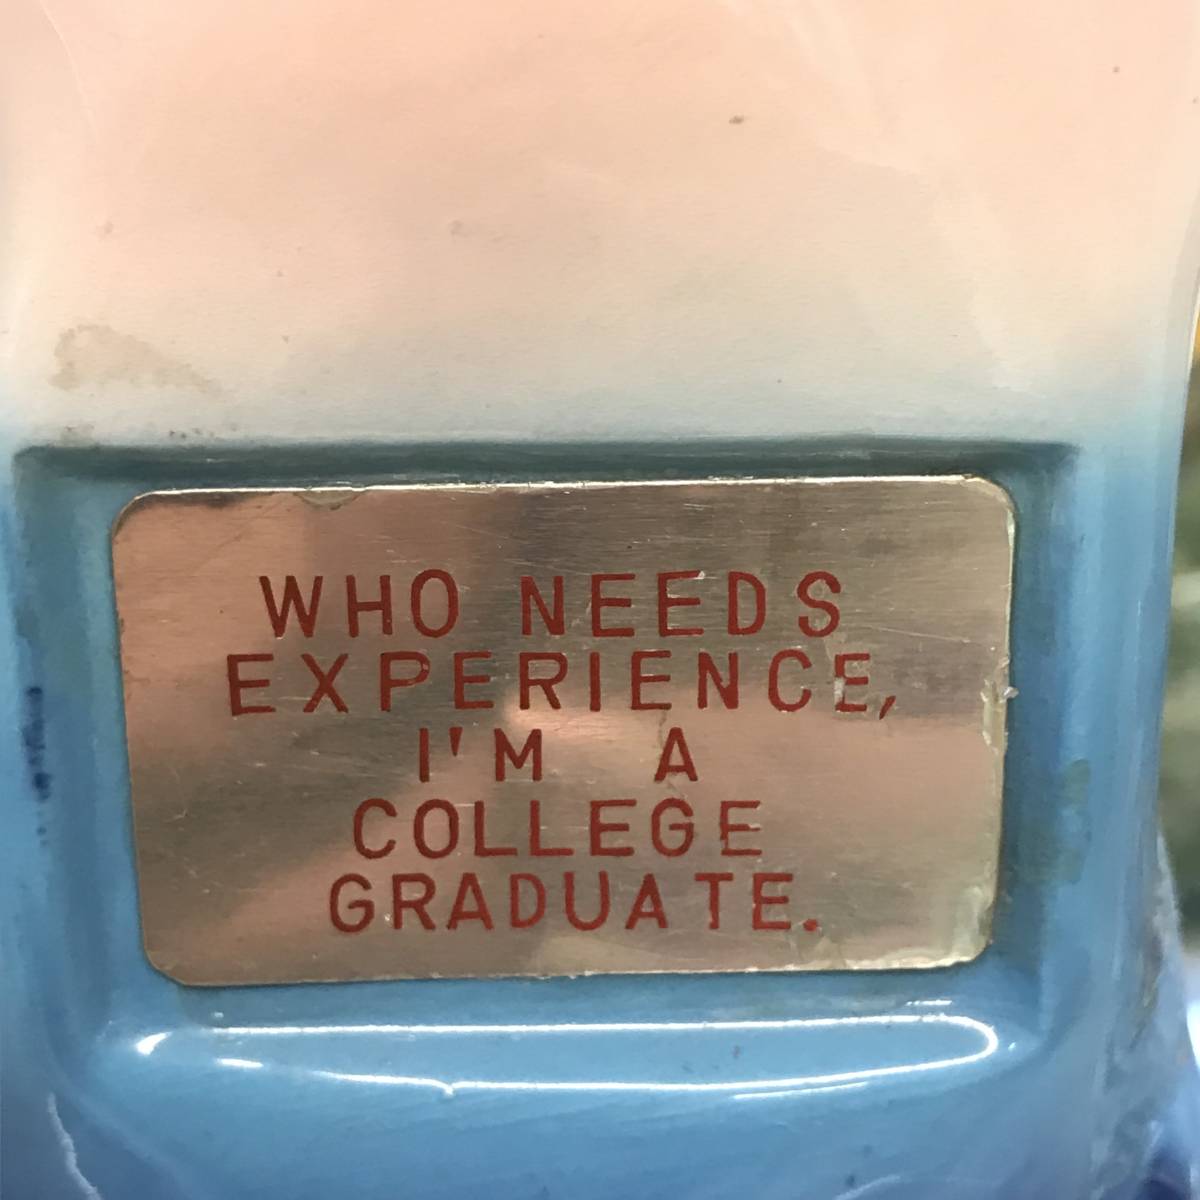 WHO NEEDS
EXPERIENCE,
I'M A
COLLEGE
GRADUATE.